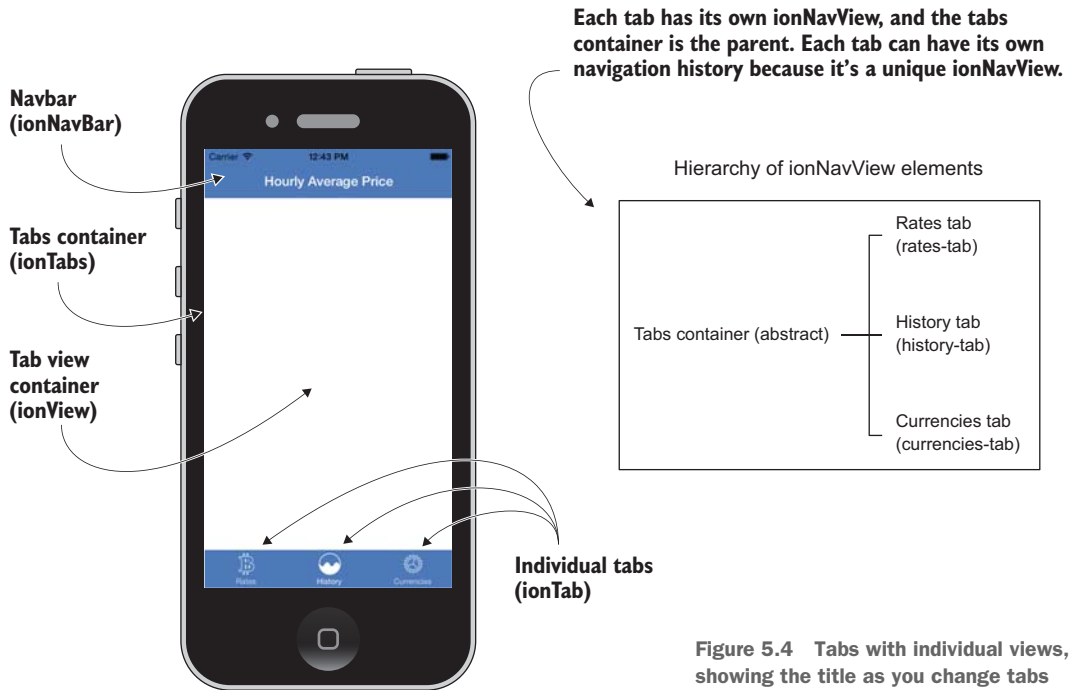 Each tab has its own ionNavView, and the tabs
container is the parent. Each tab can have its own
navigation history because it's a unique ionNavView.
Navbar
(ionNavBar)
Carrier
12:43 PM
Hourly Average Price
Hierarchy of ionNavView elements
Tabs container
(ionTabs)
Rates tab
(rates-tab)
Tabs container (abstract)
History tab
(history-tab)
Currencies tab
(currencies-tab)
Tab view
container
(ionView)
Rates
History
Currencies
Individual tabs
(ionTab)
Figure 5.4 Tabs with individual views,
showing the title as you change tabs